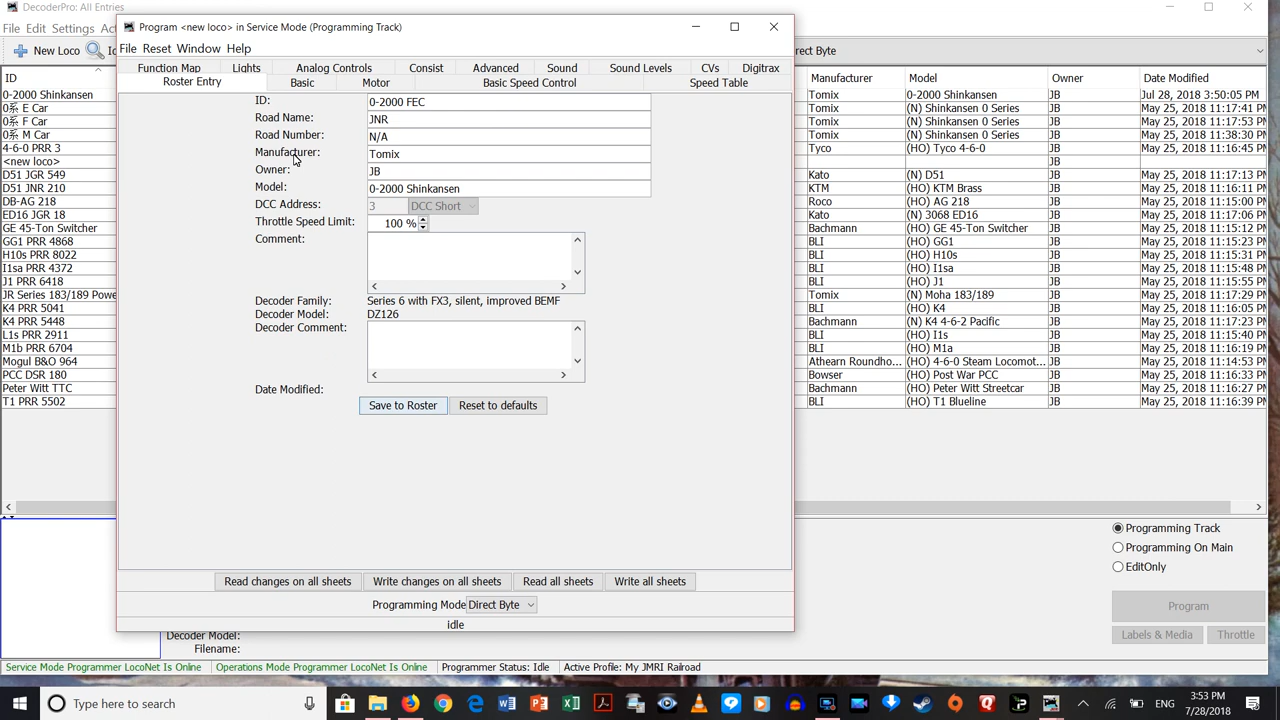 DecoderPro: All Entries
Program <new loco> in Service Mode (Programming Track)
File Edit Settings
File Reset Window Help
New Loco
Direct Byte
Function Map Lights Analog Controls Consist Advanced Sound Sound Levels CVs Digitrax
Roster Entry Basic Motor Basic Speed Control Speed Table
ID Manufacturer Model Owner Date Modified
0-2000 Shinkansen Tomix 0-2000 Shinkansen JB Jul 28, 2018 3:50:05 PM
0系 E Car Tomix (N) Shinkansen 0 Series JB May 25, 2018 11:17:41 PM
0系 F Car Tomix (N) Shinkansen 0 Series JB May 25, 2018 11:17:53 PM
0系 M Car Tomix (N) Shinkansen 0 Series JB May 25, 2018 11:38:30 PM
4-6-0 PRR 3 Tyco (HO) Tyco 4-6-0 JB May 25, 2018 11:16:45 PM
<new loco> JB
D51 JGR 549 Kato (N) D51 JB May 25, 2018 11:17:13 PM
D51 JNR 210 KTM (HO) KTM Brass JB May 25, 2018 11:16:36 PM
DB-AG 218 Roco (HO) AG 218 JB May 25, 2018 11:15:06 PM
ED16 JGR 18 Kato (N) 3068 ED16 JB May 25, 2018 11:17:04 PM
GE 45-Ton Switcher Bachmann (HO) GE 45-Ton Switcher JB May 25, 2018 11:15:12 PM
GG1 PRR 4868 BLI (HO) GG1 JB May 25, 2018 11:15:23 PM
H10s PRR 8022 BLI (HO) H10s JB May 25, 2018 11:15:32 PM
I1sa PRR 4372 BLI (HO) I1sa JB May 25, 2018 11:15:48 PM
J1 PRR 6418 BLI (HO) J1 JB May 25, 2018 11:15:55 PM
JR Series 183/189 Powe Tomix (N) Moha 183/189 JB May 25, 2018 11:17:29 PM
K4 PRR 5041 BLI (HO) K4 JB May 25, 2018 11:16:05 PM
K4 PRR 5448 Bachmann (N) K4 4-6-2 Pacific JB May 25, 2018 11:17:23 PM
L1s PRR 2911 BLI (HO) I1s JB May 25, 2018 11:15:40 PM
M1b PRR 6704 BLI (HO) M1a JB May 25, 2018 11:16:19 PM
Mogul B&O 964 Athearn Roundho... (HO) 4-6-0 Steam Locomot... JB May 25, 2018 11:14:53 PM
PCC DSR 180 Bowser (HO) Post War PCC JB May 25, 2018 11:16:33 PM
Peter Witt TTC Bachmann (HO) Peter Witt Streetcar JB May 25, 2018 11:16:27 PM
T1 PRR 5502 BLI (HO) T1 Blueline JB May 25, 2018 11:16:39 PM
ID: 0-2000 FEC
Road Name: JNR
Road Number: N/A
Manufacturer: Tomix
Owner: JB
Model: 0-2000 Shinkansen
DCC Address: 3 DCC Short
Throttle Speed Limit: 100 %
Comment:
Decoder Family: Series 6 with FX3, silent, improved BEMF
Decoder Model: DZ126
Decoder Comment:
Date Modified:
Save to Roster Reset to defaults
Read changes on all sheets Write changes on all sheets Read all sheets Write all sheets
Programming Mode Direct Byte
idle
Programming Track
Programming On Main
EditOnly
Program
Labels & Media Throttle
Decoder Model:
Filename:
Service Mode Programmer LocoNet Is Online Operations Mode Programmer LocoNet Is Online Programmer Status: Idle Active Profile: My JMRI Railroad
Type here to search
ENG
3:53 PM
7/28/2018